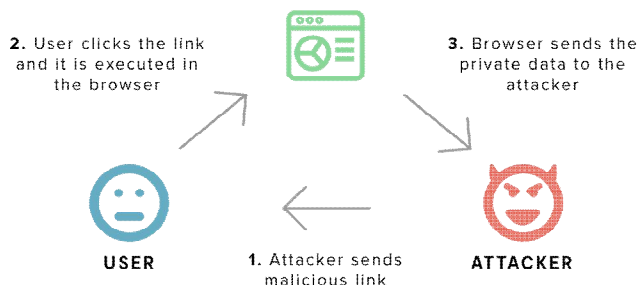 2. User clicks the link
and it is executed in
the browser
3. Browser sends the
private data to the
attacker
USER
1. Attacker sends
malicious link
ATTACKER